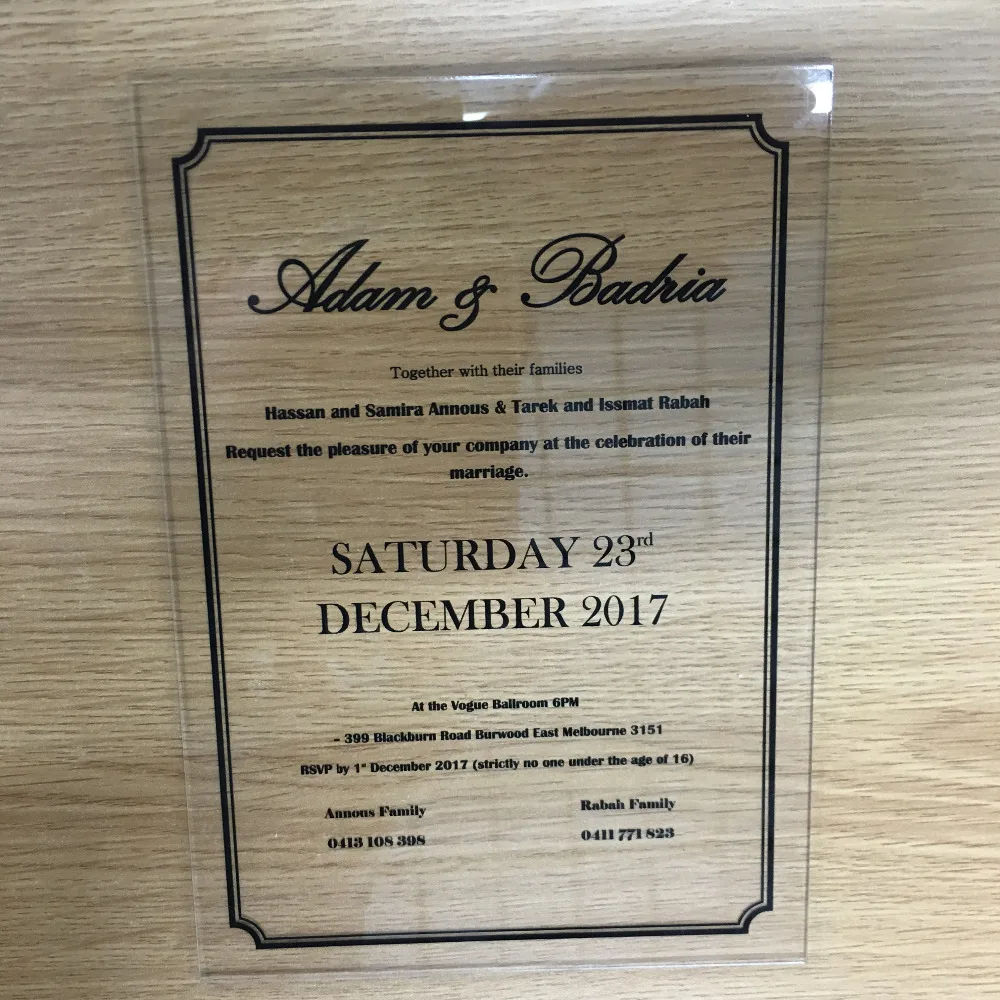 Adam & Badria
Together with their families
Hassan and Samira Annous & Tarek and Issmat Rabah
Request the pleasure of your company at the celebration of their
marriage.
SATURDAY 23rd
DECEMBER 2017
At the Vogue Ballroom 6PM
– 399 Blackburn Road Burwood East Melbourne 3151
RSVP by 1st December 2017 (strictly no one under the age of 16)
Annous Family Rabah Family
0413 108 398 0411 771 823